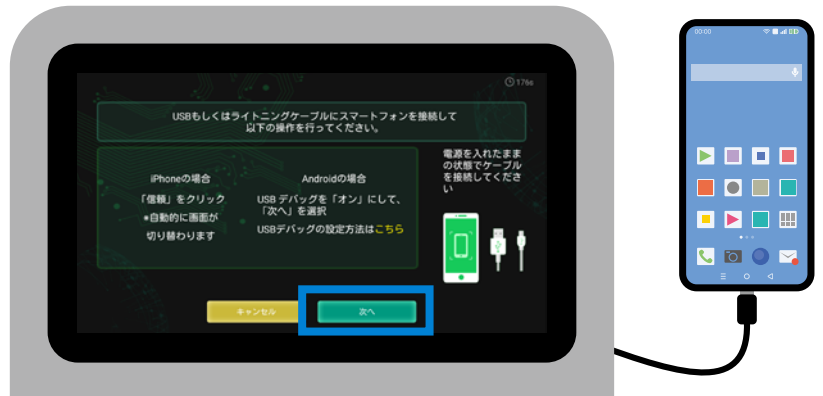 176s
USBもしくはライトニングケーブルにスマートフォンを接続して
以下の操作を行ってください。
iPhoneの場合
「信頼」をクリック
*自動的に画面が
切り替わります
Androidの場合
USB デバッグを「オン」にして、
「次へ」を選択
USBデバッグの設定方法はこちら
電源を入れたまま
の状態でケーブル
を接続してくださ
い
キャンセル
次へ
00:00